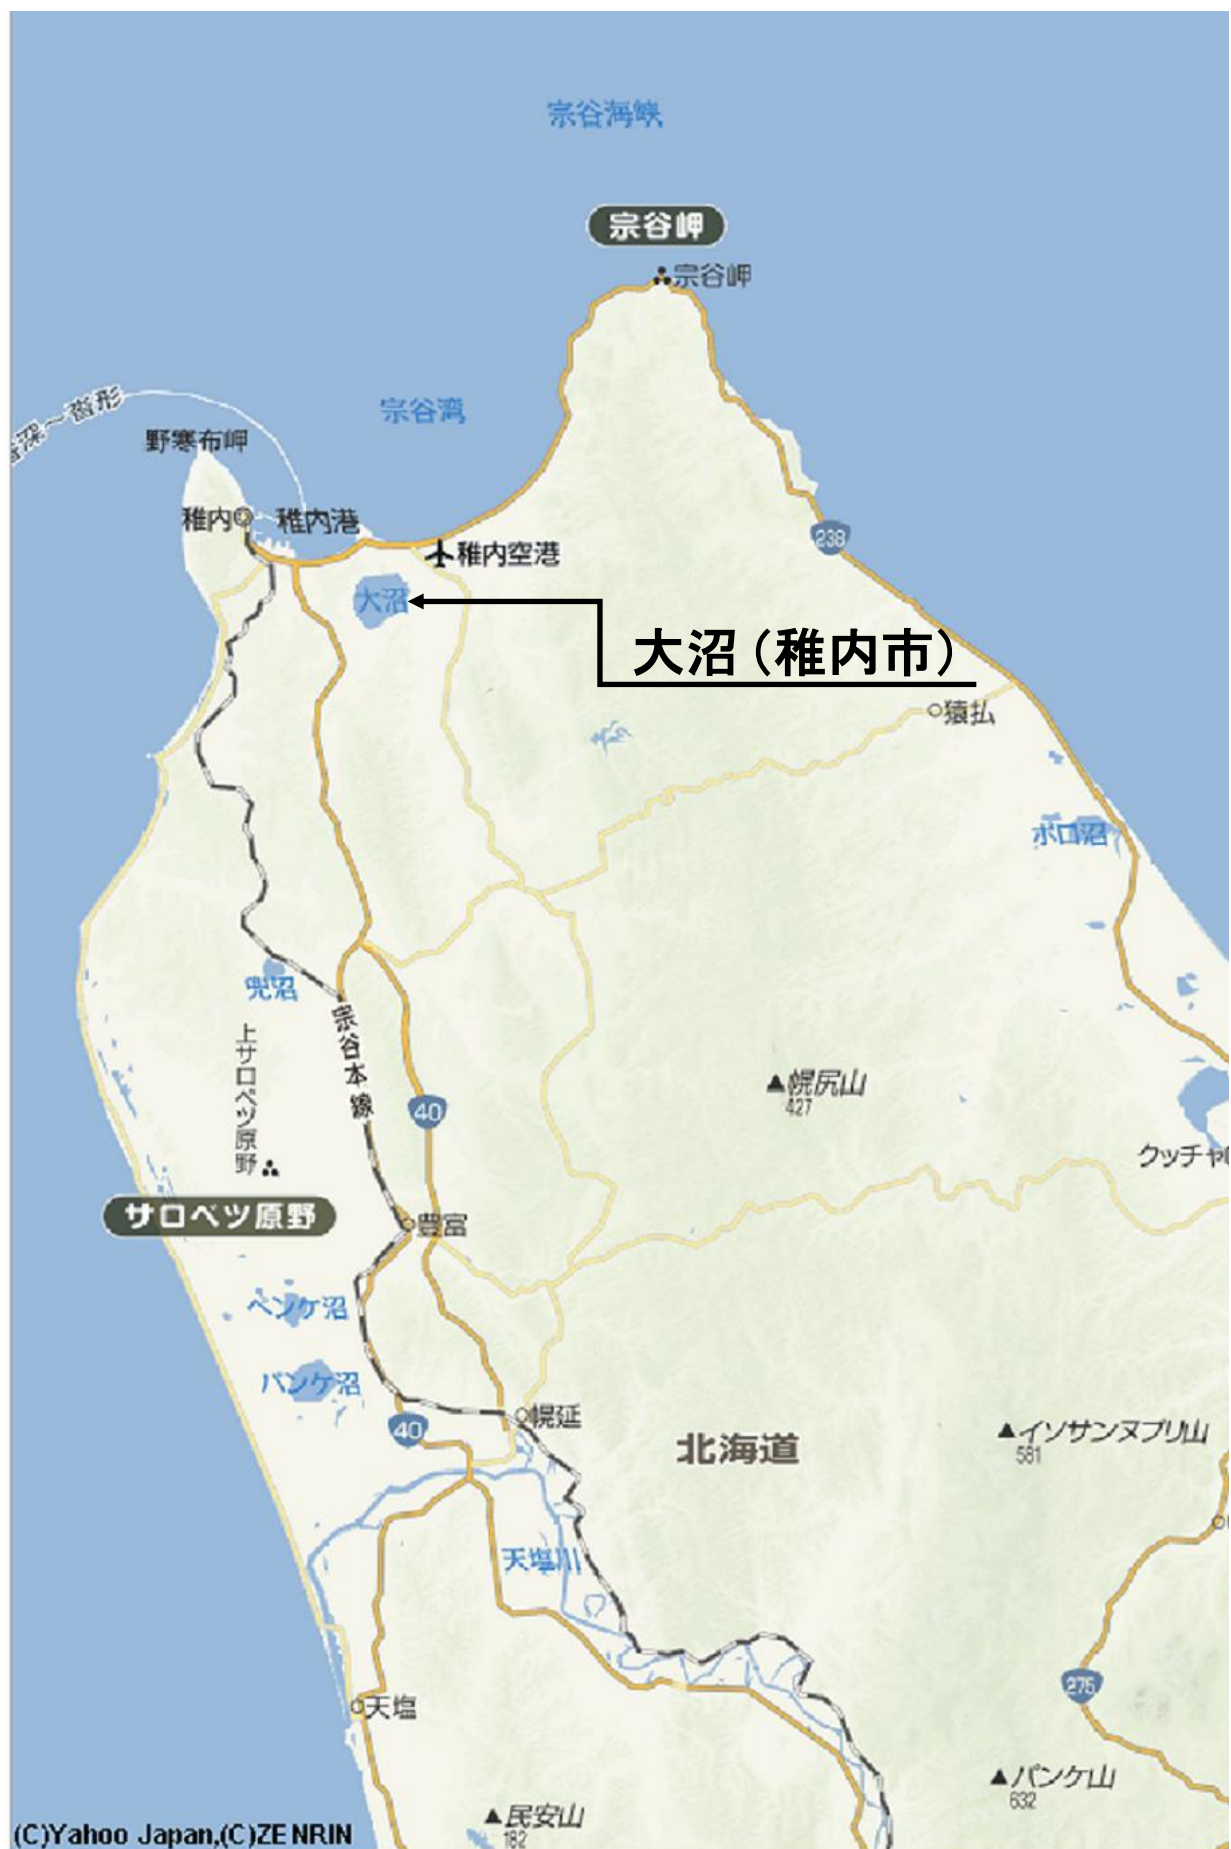 宗谷海峡
宗谷岬
宗谷岬
深～沓形
宗谷湾
野寒布岬
稚内
稚内港
稚内空港
238
大沼
大沼（稚内市）
猿払
ポロ沼
兜沼
宗谷本線
上サロベツ原野
幌尻山
427
40
クッチャ
サロベツ原野
豊富
ペンケ沼
パンケ沼
40
幌延
北海道
イソサンヌプリ山
581
天塩川
275
天塩
パンケ山
632
民安山
182
(C)Yahoo Japan,(C)ZENRIN